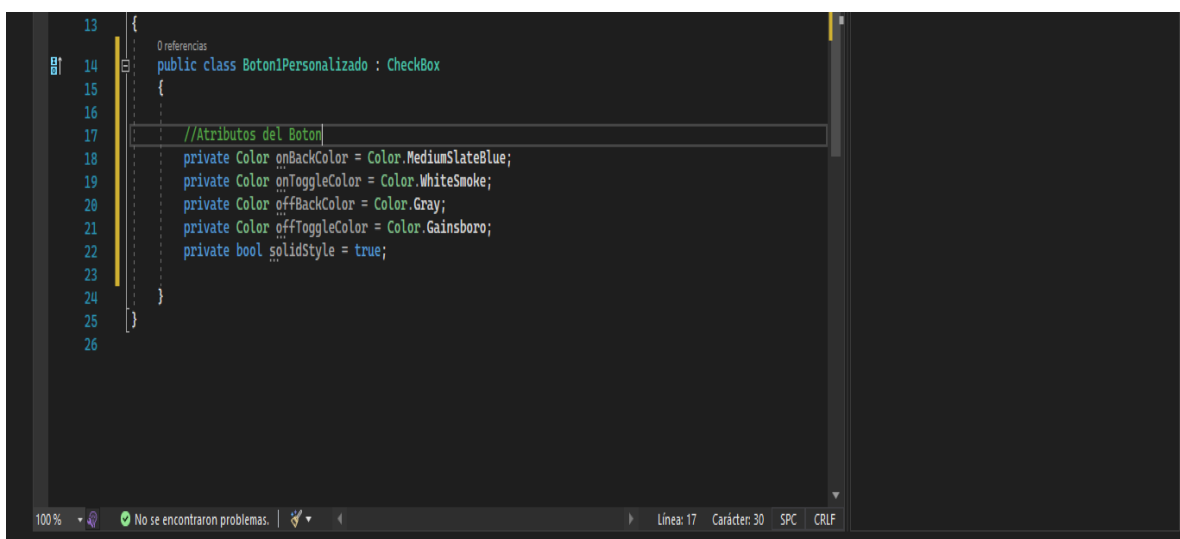 13 {
0 referencias
14 public class Boton1Personalizado : CheckBox
15 {
16
17 //Atributos del Boton
18 private Color onBackColor = Color.MediumSlateBlue;
19 private Color onToggleColor = Color.WhiteSmoke;
20 private Color offBackColor = Color.Gray;
21 private Color offToggleColor = Color.Gainsboro;
22 private bool solidStyle = true;
23
24 }
25 }
26
100 % No se encontraron problemas. Línea: 17 Carácter: 30 SPC CRLF